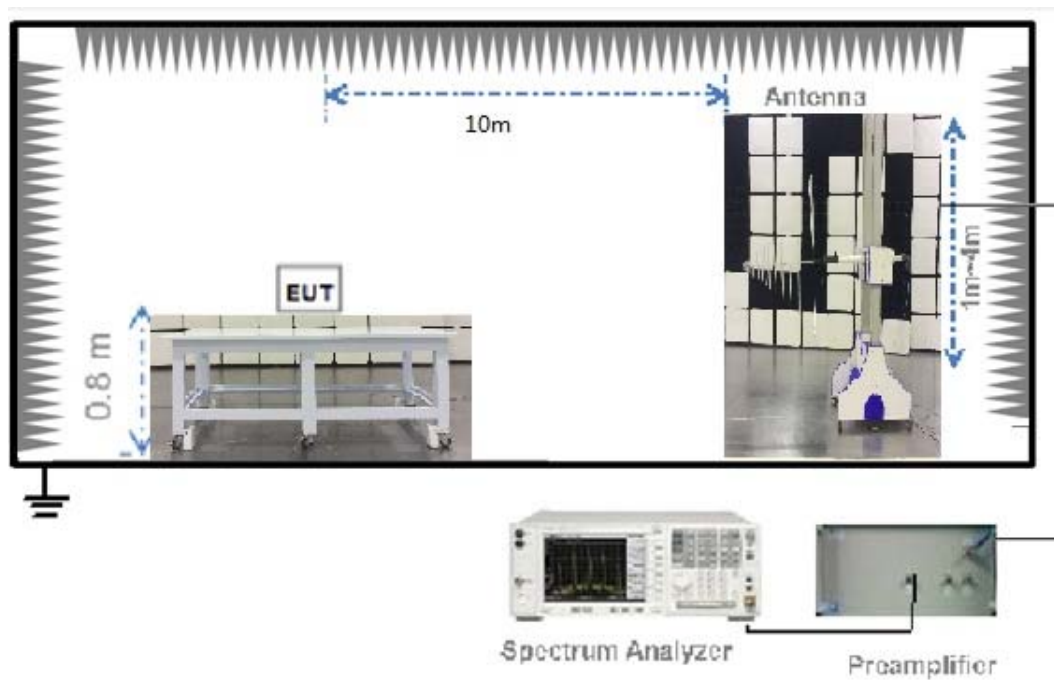 10m
Antenna
1m~4m
EUT
0.8 m
Spectrum Analyzer
Preamplifier